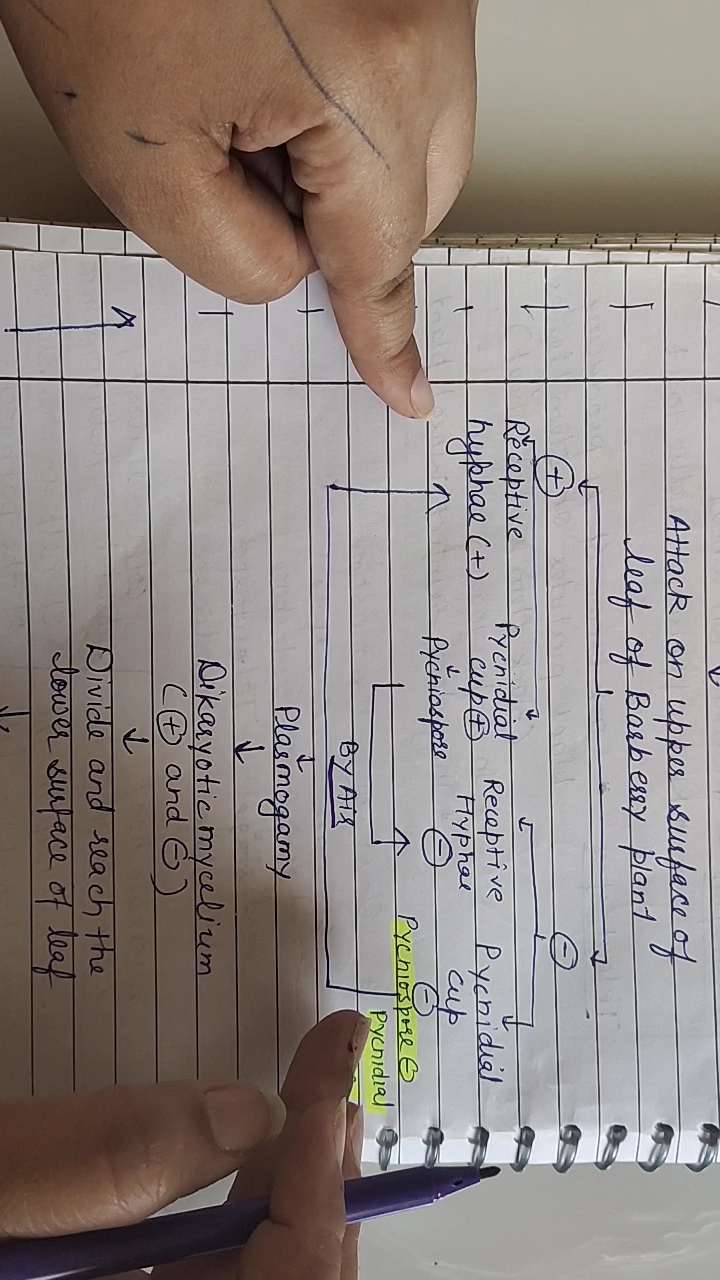 Attack on upper surface of
leaf of Barberry plant
(+) (-)
Receptive
hyphae (+)
Pycnidial
cup (+)
Pycniospore
Receptive
Hyphae
(-)
Pycnidial
cup
(-)
Pycniospore (-)
Pycnidial
By Air
Plasmogamy
Dikaryotic mycelium
((+) and (-))
Divide and reach the
lower surface of leaf